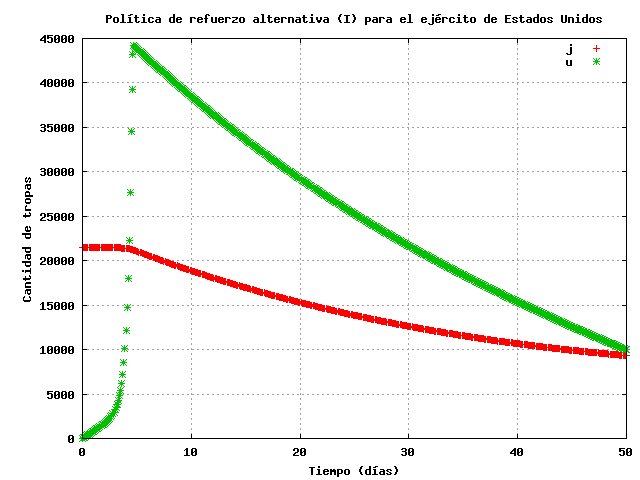 Política de refuerzo alternativa (I) para el ejército de Estados Unidos
45000
40000
35000
30000
25000
20000
15000
10000
5000
0
Cantidad de tropas
j
u
0 10 20 30 40 50
Tiempo (días)